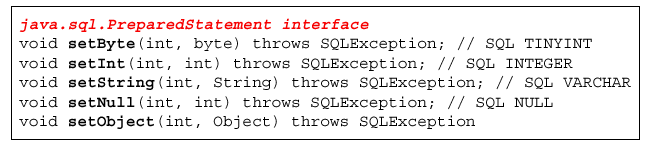 java.sql.PreparedStatement interface
void setByte(int, byte) throws SQLException; // SQL TINYINT
void setInt(int, int) throws SQLException; // SQL INTEGER
void setString(int, String) throws SQLException; // SQL VARCHAR
void setNull(int, int) throws SQLException; // SQL NULL
void setObject(int, Object) throws SQLException